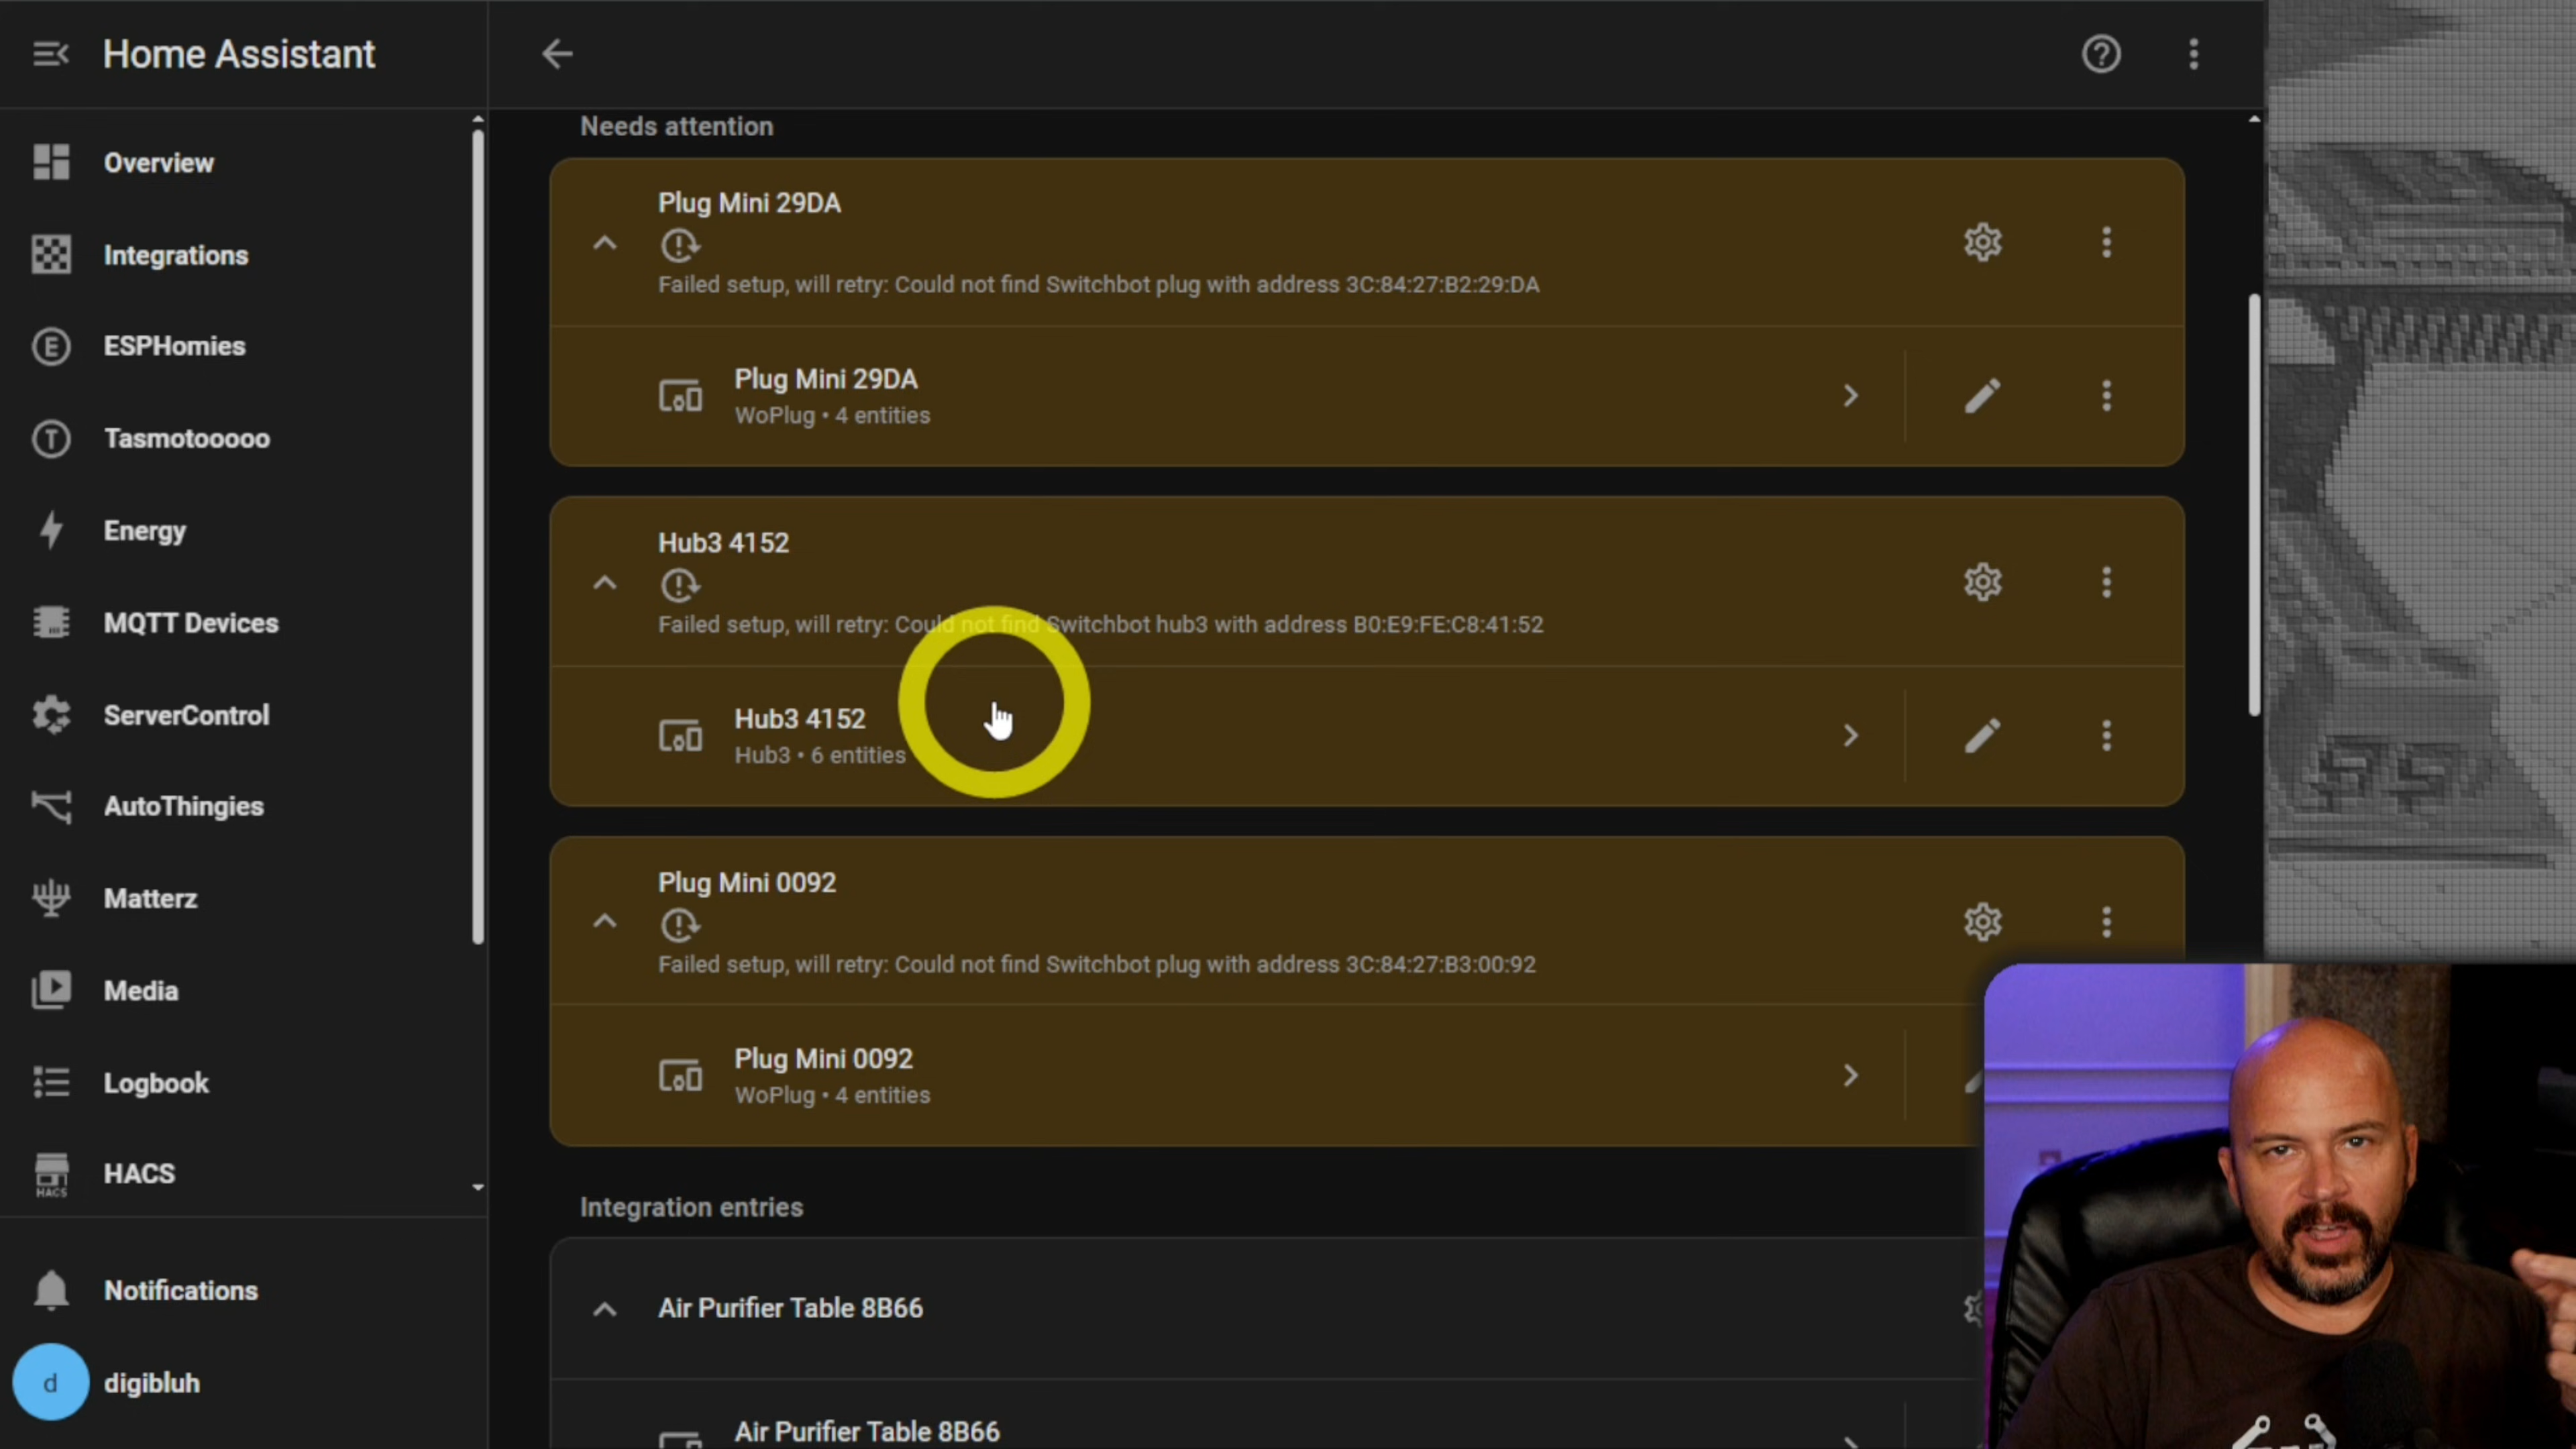 Home Assistant
Overview
Integrations
ESPHomies
Tasmotooooo
Energy
MQTT Devices
ServerControl
AutoThingies
Matterz
Media
Logbook
HACS
HACS
Notifications
d
digibluh
Needs attention
Plug Mini 29DA
Failed setup, will retry: Could not find Switchbot plug with address 3C:84:27:B2:29:DA
Plug Mini 29DA
WoPlug • 4 entities
Hub3 4152
Failed setup, will retry: Could not find Switchbot hub3 with address B0:E9:FE:C8:41:52
Hub3 4152
Hub3 • 6 entities
Plug Mini 0092
Failed setup, will retry: Could not find Switchbot plug with address 3C:84:27:B3:00:92
Plug Mini 0092
WoPlug • 4 entities
Integration entries
Air Purifier Table 8B66
Air Purifier Table 8B66